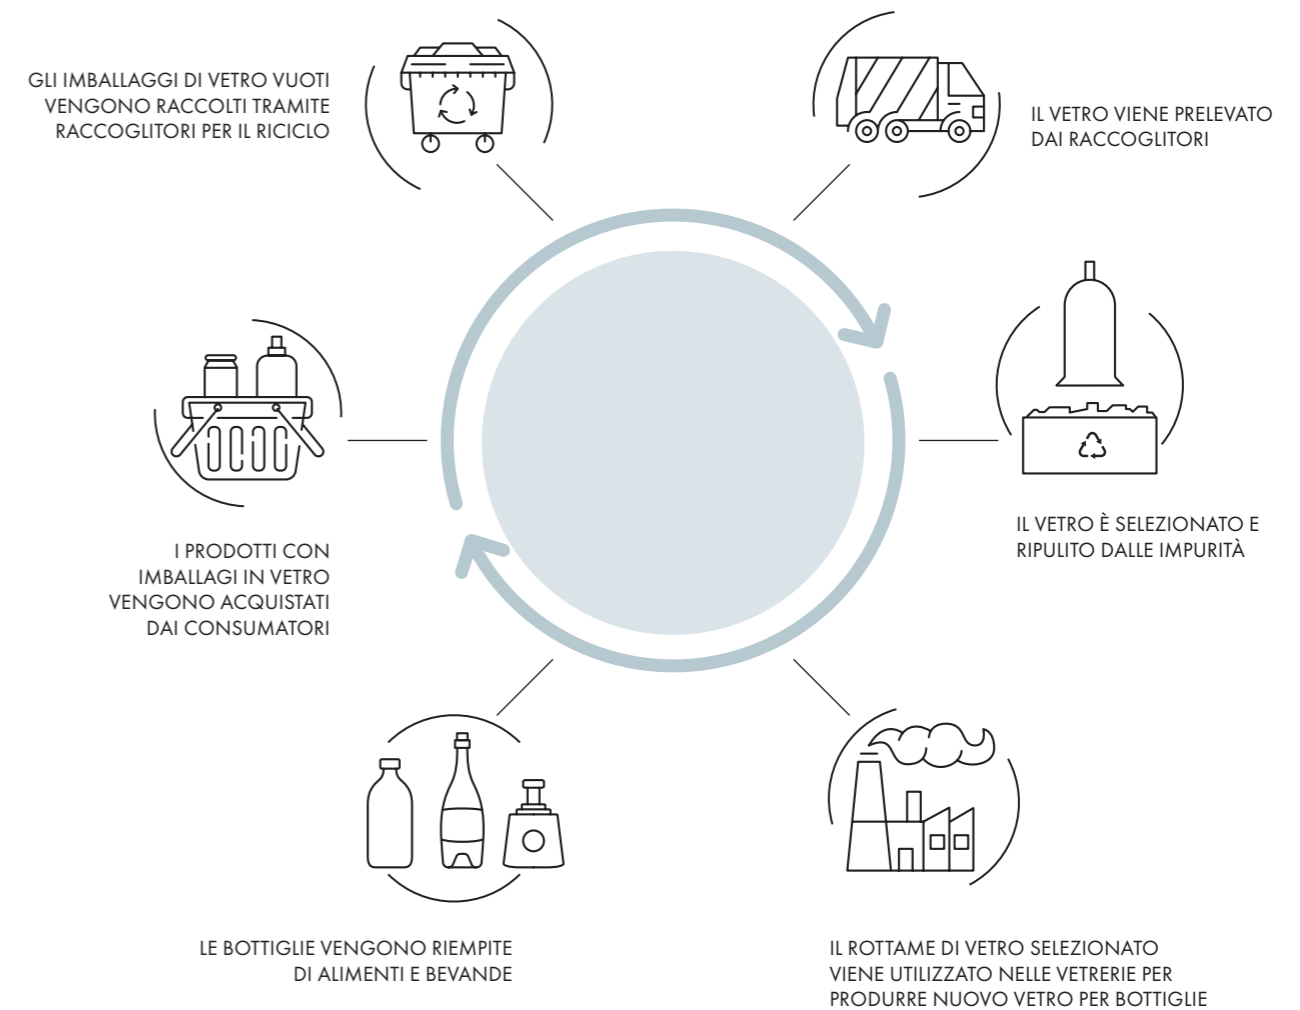 GLI IMBALLAGGI DI VETRO VUOTI
VENGONO RACCOLTI TRAMITE
RACCOGLITORI PER IL RICICLO
IL VETRO VIENE PRELEVATO
DAI RACCOGLITORI
IL VETRO È SELEZIONATO E
RIPULITO DALLE IMPURITÀ
IL ROTTAME DI VETRO SELEZIONATO
VIENE UTILIZZATO NELLE VETRERIE PER
PRODURRE NUOVO VETRO PER BOTTIGLIE
LE BOTTIGLIE VENGONO RIEMPITE
DI ALIMENTI E BEVANDE
I PRODOTTI CON
IMBALLAGI IN VETRO
VENGONO ACQUISTATI
DAI CONSUMATORI